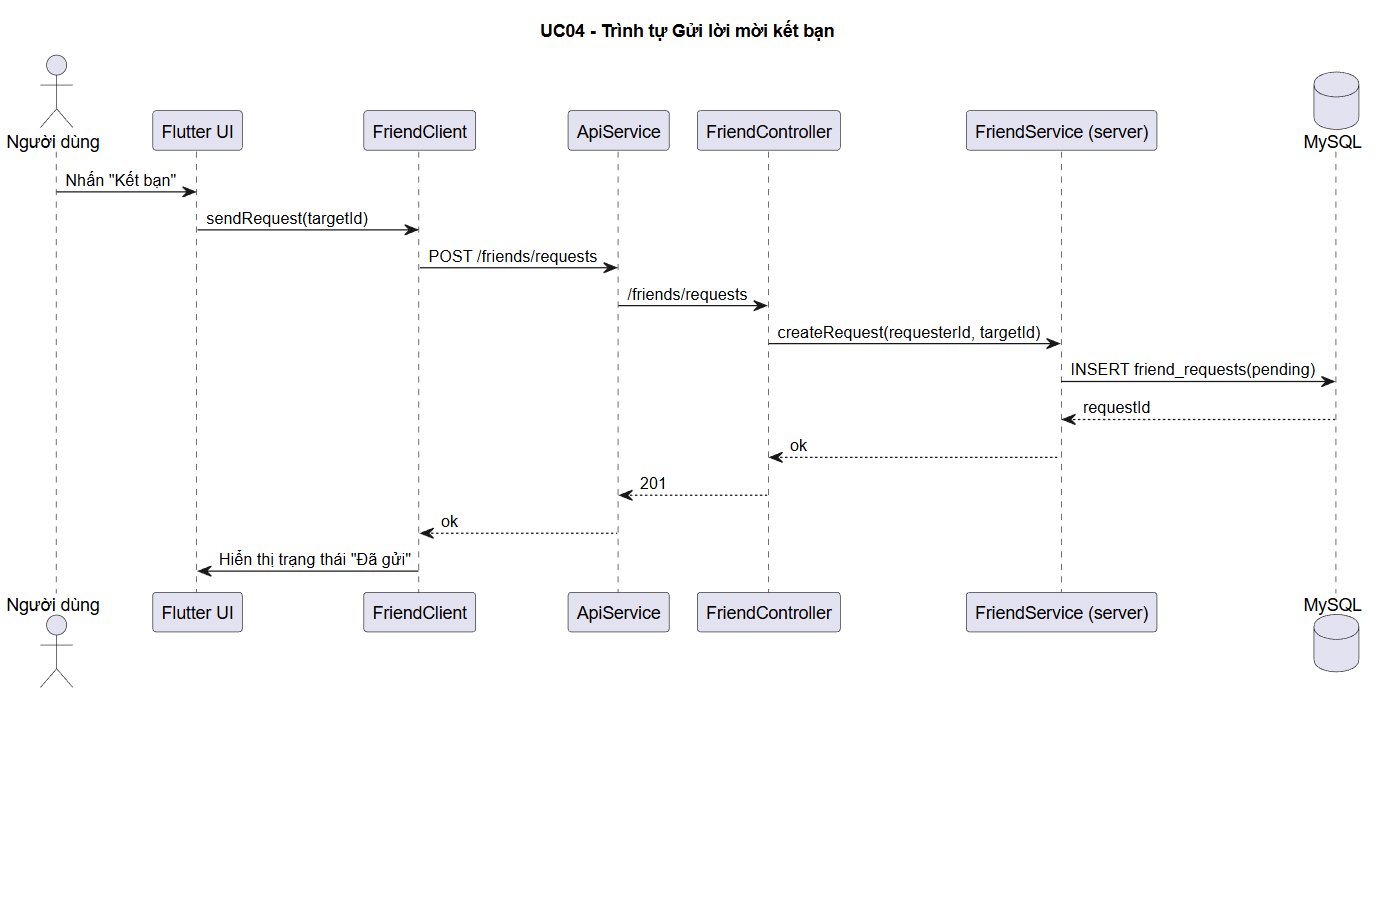 UC04 - Trình tự Gửi lời mời kết bạn
Người dùng
Flutter UI
FriendClient
ApiService
FriendController
FriendService (server)
MySQL
Nhấn "Kết bạn"
sendRequest(targetId)
POST /friends/requests
/friends/requests
createRequest(requesterId, targetId)
INSERT friend_requests(pending)
requestId
ok
201
ok
Hiển thị trạng thái "Đã gửi"
Người dùng
Flutter UI
FriendClient
ApiService
FriendController
FriendService (server)
MySQL